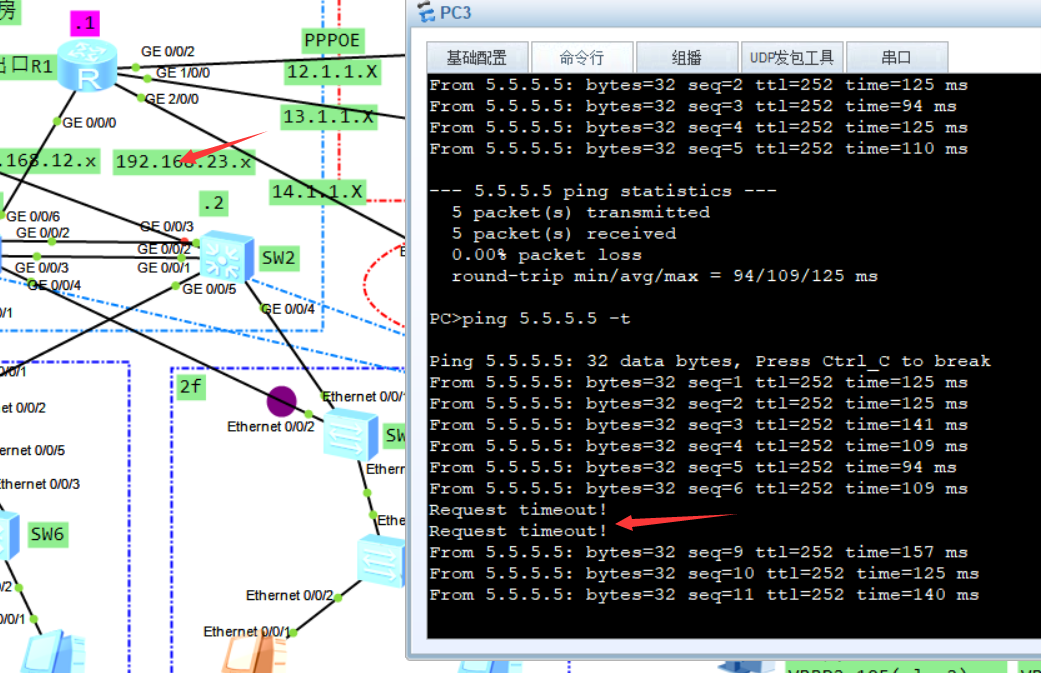 房
.1
出口R1
R
GE 0/0/2
GE 1/0/0
GE 2/0/0
GE 0/0/0
PPPOE
12.1.1.X
13.1.1.X
14.1.1.X
.168.12.x
192.168.23.x
.2
GE 0/0/6
GE 0/0/2
GE 0/0/3
GE 0/0/4
GE 0/0/3
GE 0/0/2
GE 0/0/1
SW2
GE 0/0/5
GE 0/0/4
0/1
0/0/1
2f
et 0/0/2
ernet 0/0/5
Ethernet 0/0/3
SW6
0/2
0/0/1
Ethernet 0/0/1
Ethernet 0/0/2
SW
Ethern
Ethe
Ethernet 0/0/2
Ethernet 0/0/1
PC3
基础配置 命令行 组播 UDP发包工具 串口
From 5.5.5.5: bytes=32 seq=2 ttl=252 time=125 ms
From 5.5.5.5: bytes=32 seq=3 ttl=252 time=94 ms
From 5.5.5.5: bytes=32 seq=4 ttl=252 time=125 ms
From 5.5.5.5: bytes=32 seq=5 ttl=252 time=110 ms
--- 5.5.5.5 ping statistics ---
5 packet(s) transmitted
5 packet(s) received
0.00% packet loss
round-trip min/avg/max = 94/109/125 ms
PC>ping 5.5.5.5 -t
Ping 5.5.5.5: 32 data bytes, Press Ctrl_C to break
From 5.5.5.5: bytes=32 seq=1 ttl=252 time=125 ms
From 5.5.5.5: bytes=32 seq=2 ttl=252 time=125 ms
From 5.5.5.5: bytes=32 seq=3 ttl=252 time=141 ms
From 5.5.5.5: bytes=32 seq=4 ttl=252 time=109 ms
From 5.5.5.5: bytes=32 seq=5 ttl=252 time=94 ms
From 5.5.5.5: bytes=32 seq=6 ttl=252 time=109 ms
Request timeout!
Request timeout!
From 5.5.5.5: bytes=32 seq=9 ttl=252 time=157 ms
From 5.5.5.5: bytes=32 seq=10 ttl=252 time=125 ms
From 5.5.5.5: bytes=32 seq=11 ttl=252 time=140 ms